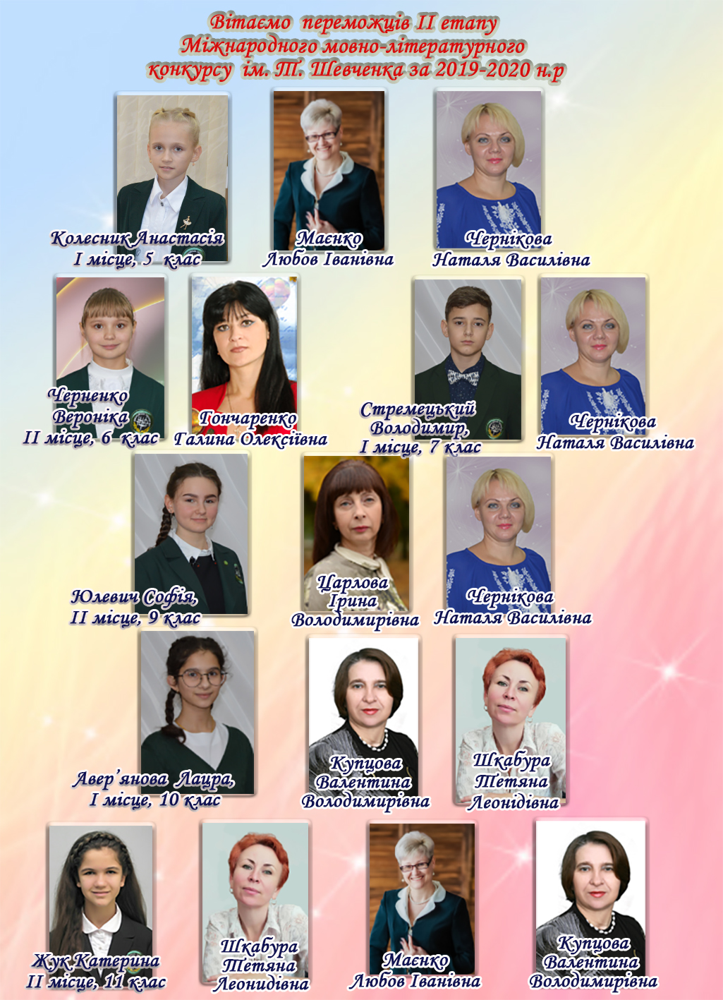 Вітаємо переможців ІІ етапу
Міжнародного мовно-літературного
конкурсу ім. Т. Шевченка за 2019-2020 н.р
Колесник Анастасія
І місце, 5 клас
Маєнко
Любов Іванівна
Чернікова
Наталя Василівна
Черненко
Вероніка
ІІ місце, 6 клас
Гончаренко
Галина Олексіївна
Стремецький
Володимир,
І місце, 7 клас
Чернікова
Наталя Василівна
Юлевич Софія,
ІІ місце, 9 клас
Царлова
Ірина
Володимирівна
Чернікова
Наталя Василівна
Авер’янова Лаура,
І місце, 10 клас
Купцова
Валентина
Володимирівна
Шкабура
Тетяна
Леонідівна
Жук Катерина
ІІ місце, 11 клас
Шкабура
Тетяна
Леонидівна
Маєнко
Любов Іванівна
Купцова
Валентина
Володимирівна